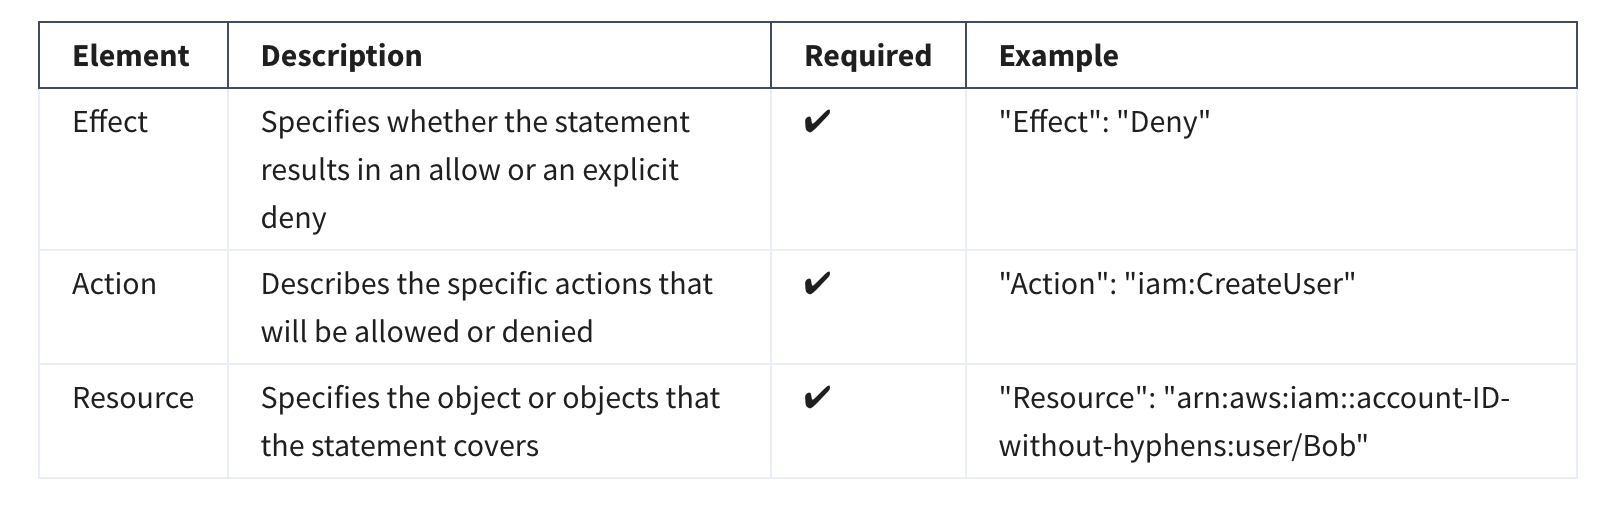 Element Description Required Example
Effect Specifies whether the statement ✔ "Effect": "Deny"
results in an allow or an explicit
deny
Action Describes the specific actions that ✔ "Action": "iam:CreateUser"
will be allowed or denied
Resource Specifies the object or objects that ✔ "Resource": "arn:aws:iam::account-ID-
the statement covers without-hyphens:user/Bob"